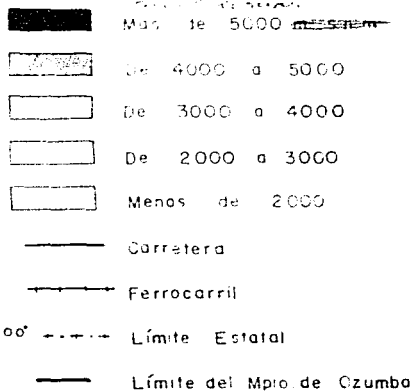 Más de 5000
De 4000 a 5000
De 3000 a 4000
De 2000 a 3000
Menos de 2000
Carretera
Ferrocarril
oo° Límite Estatal
Límite del Mpio. de Ozumba